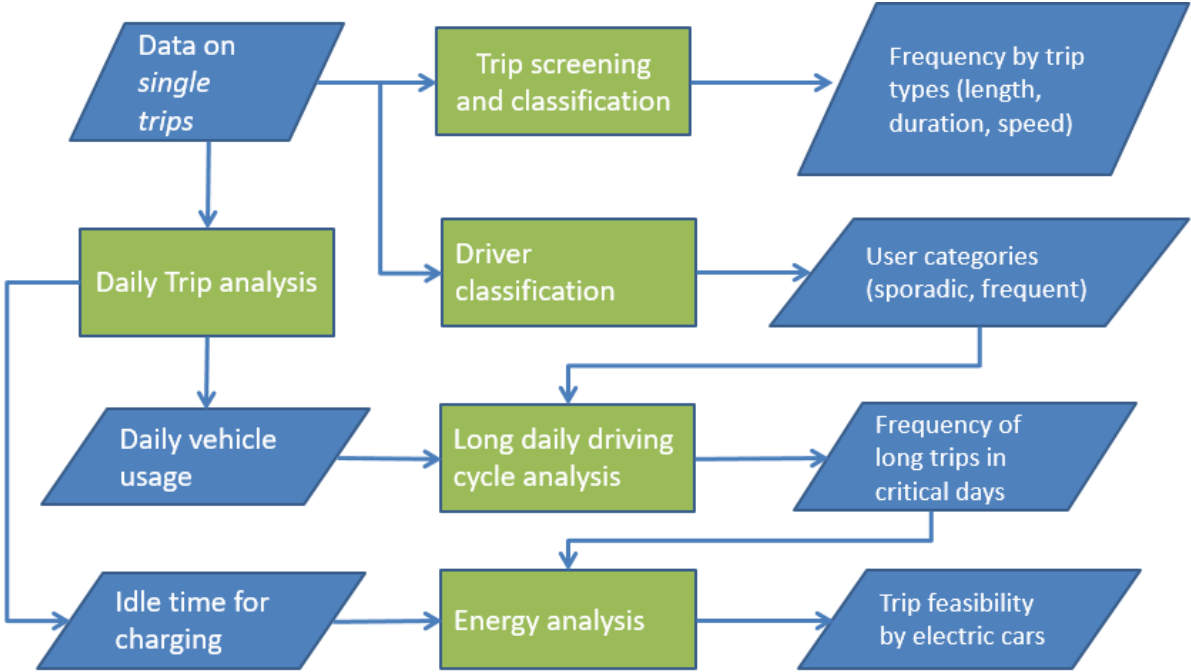 Data on
single
trips
Trip screening
and classification
Frequency by trip
types (length,
duration, speed)
Daily Trip analysis
Driver
classification
User categories
(sporadic, frequent)
Daily vehicle
usage
Long daily driving
cycle analysis
Frequency of
long trips in
critical days
Idle time for
charging
Energy analysis
Trip feasibility
by electric cars